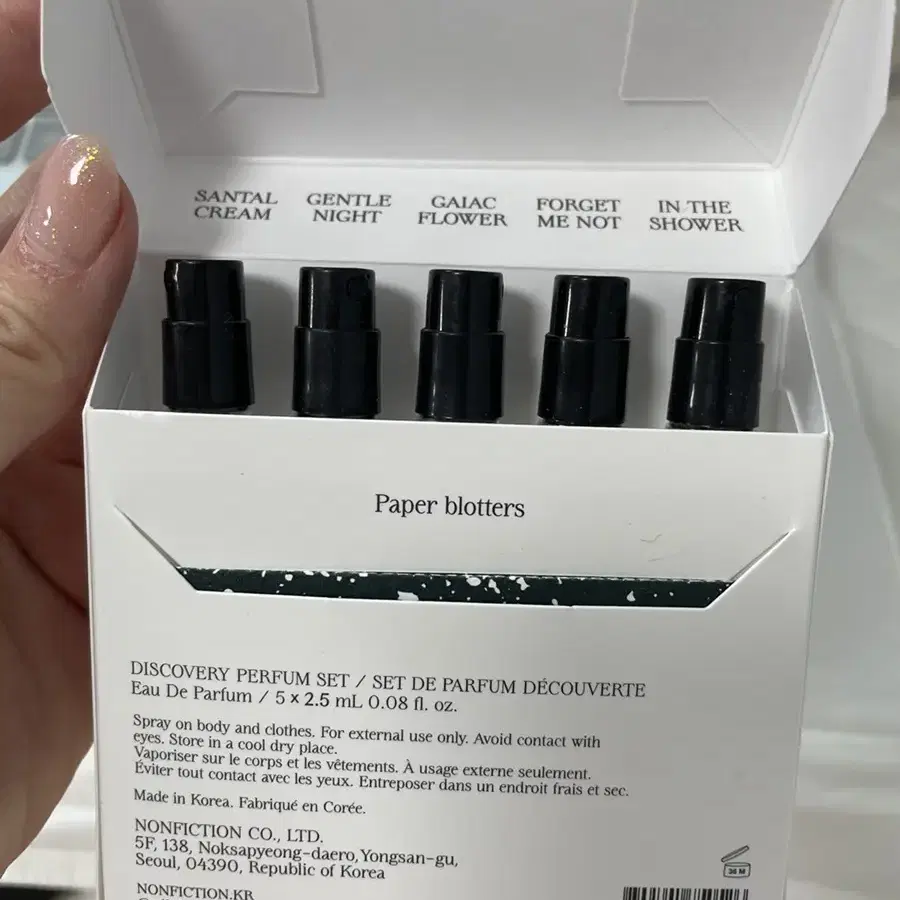 SANTAL
CREAM
GENTLE
NIGHT
GAIAC
FLOWER
FORGET
ME NOT
IN THE
SHOWER
Paper blotters
DISCOVERY PERFUM SET / SET DE PARFUM DÉCOUVERTE
Eau De Parfum / 5 × 2.5 mL 0.08 fl. oz.
Spray on body and clothes. For external use only. Avoid contact with
eyes. Store in a cool dry place.
Vaporiser sur le corps et les vêtements. À usage externe seulement.
Éviter tout contact avec les yeux. Entreposer dans un endroit frais et sec.
Made in Korea. Fabriqué en Corée.
NONFICTION CO., LTD.
5F, 138, Noksapyeong-daero, Yongsan-gu,
Seoul, 04390, Republic of Korea
36 M
NONFICTION.KR